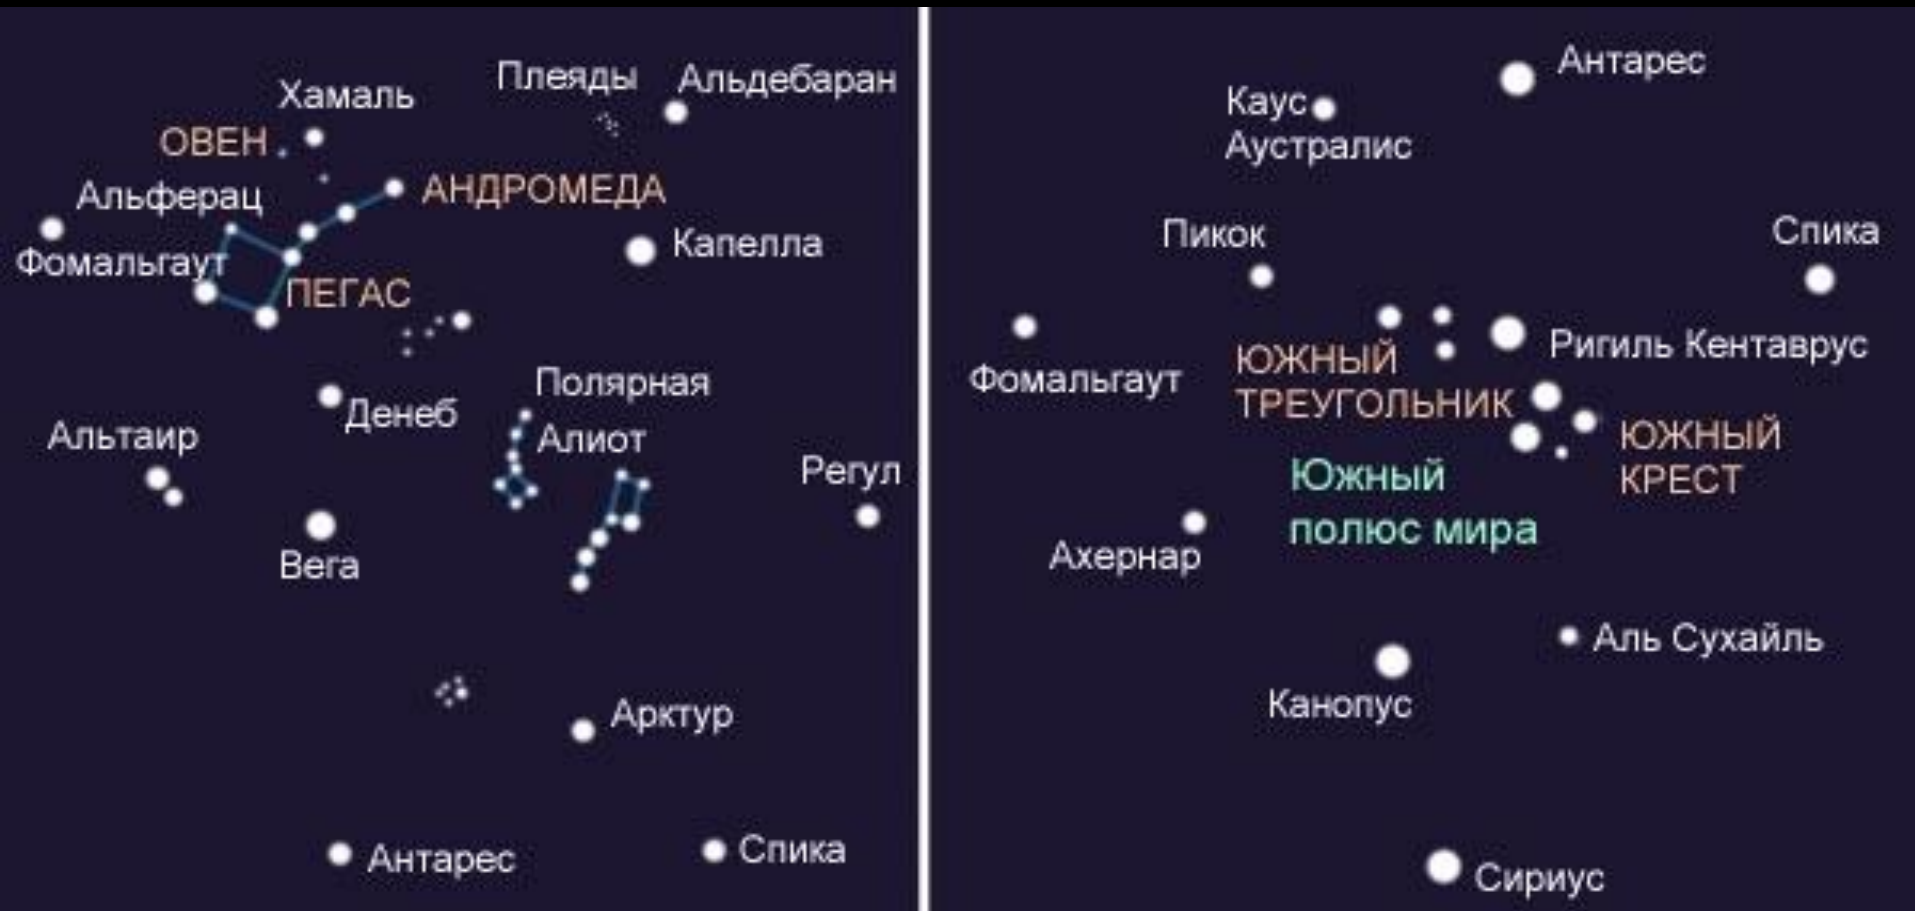 Хамаль
Плеяды
Альдебаран
ОВЕН
Альферац
АНДРОМЕДА
Фомальгаут
Капелла
ПЕГАС
Полярная
Денеб
Алиот
Альтаир
Регул
Вега
Арктур
Антарес
Спика
Антарес
Каус
Аустралис
Пикок
Спика
Ригиль Кентаврус
Фомальгаут
ЮЖНЫЙ
ТРЕУГОЛЬНИК
ЮЖНЫЙ
КРЕСТ
Южный
полюс мира
Ахернар
Аль Сухайль
Канопус
Сириус